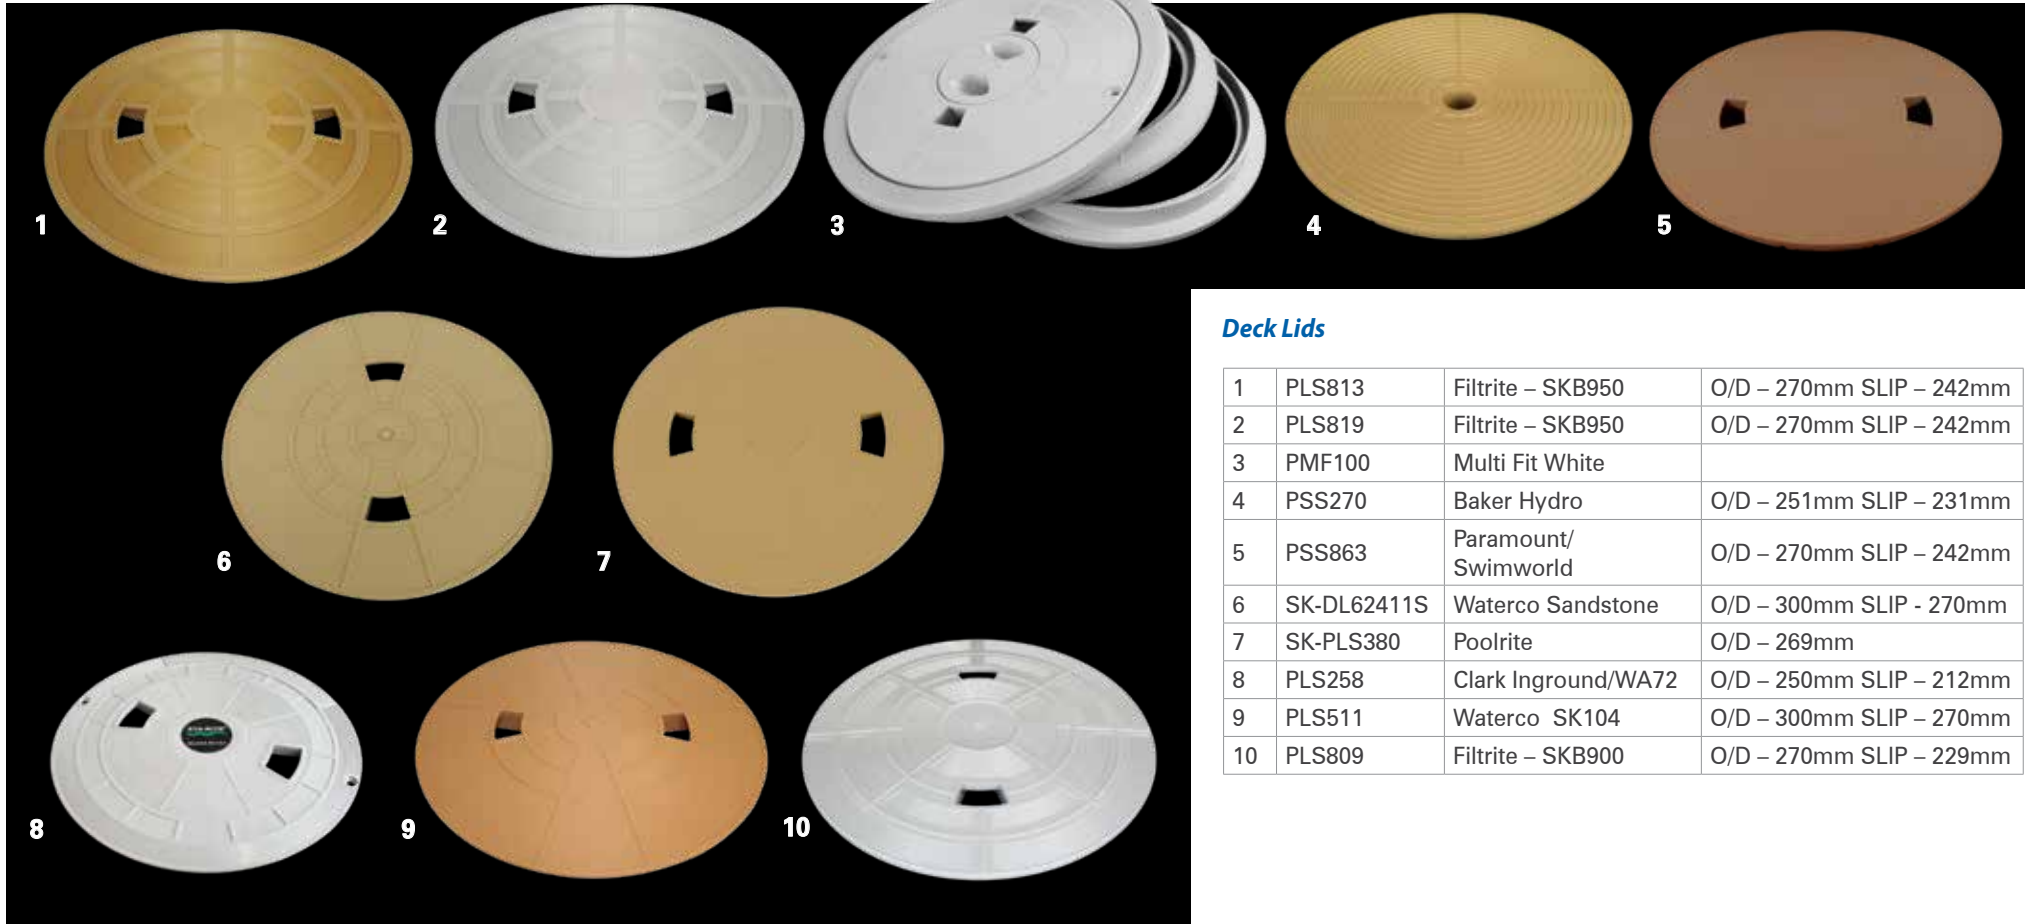 1
2
3
4
5
6
7
8
9
10
Deck Lids
1 PLS813 Filtrite – SKB950 O/D – 270mm SLIP – 242mm
2 PLS819 Filtrite – SKB950 O/D – 270mm SLIP – 242mm
3 PMF100 Multi Fit White
4 PSS270 Baker Hydro O/D – 251mm SLIP – 231mm
5 PSS863 Paramount/
Swimworld O/D – 270mm SLIP – 242mm
6 SK-DL62411S Waterco Sandstone O/D – 300mm SLIP - 270mm
7 SK-PLS380 Poolrite O/D – 269mm
8 PLS258 Clark Inground/WA72 O/D – 250mm SLIP – 212mm
9 PLS511 Waterco SK104 O/D – 300mm SLIP – 270mm
10 PLS809 Filtrite – SKB900 O/D – 270mm SLIP – 229mm